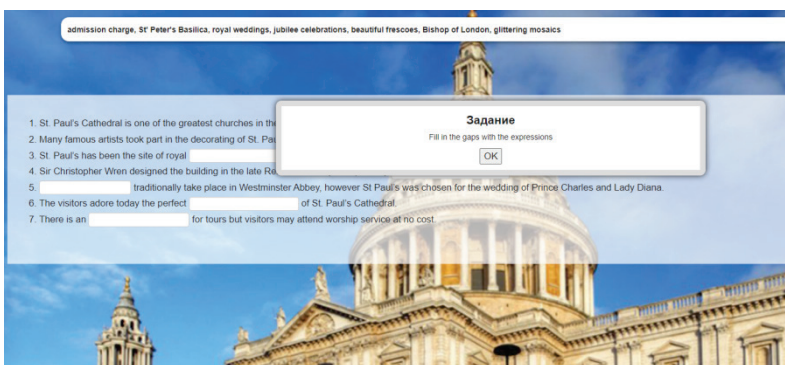 admission charge, St' Peter's Basilica, royal weddings, jubilee celebrations, beautiful frescoes, Bishop of London, glittering mosaics
Задание
Fill in the gaps with the expressions
OK
1. St. Paul's Cathedral is one of the greatest churches in the
2. Many famous artists took part in the decorating of St. Pau
3. St. Paul's has been the site of royal
4. Sir Christopher Wren designed the building in the late Re
5. traditionally take place in Westminster Abbey, however St Paul's was chosen for the wedding of Prince Charles and Lady Diana.
6. The visitors adore today the perfect of St. Paul's Cathedral.
7. There is an for tours but visitors may attend worship service at no cost.